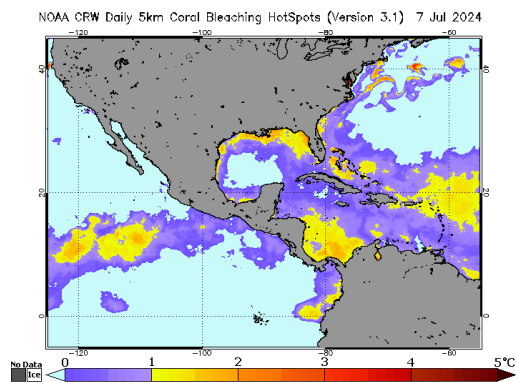 NOAA CRW Daily 5km Coral Bleaching HotSpots (Version 3.1) 7 Jul 2024
-120 -100 -80 -60
40 40
20 20
0 0
-120 -100 -80 -60
No Data
Ice
0 1 2 3 4 5°C